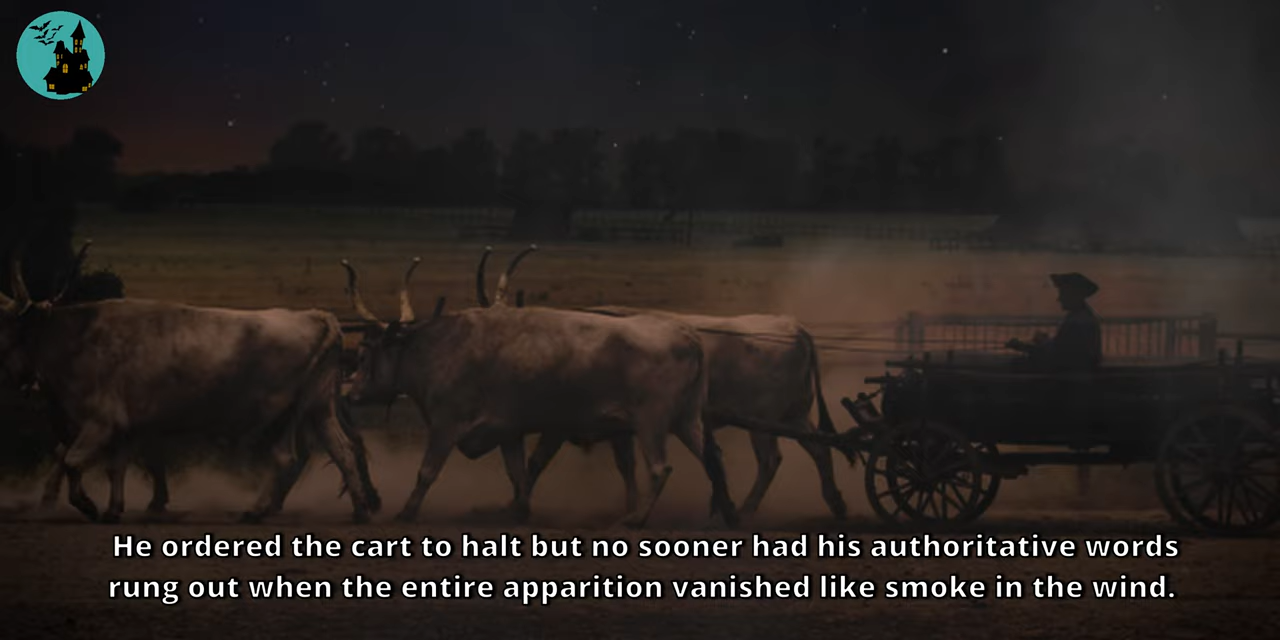 He ordered the cart to halt but no sooner had his authoritative words
rung out when the entire apparition vanished like smoke in the wind.